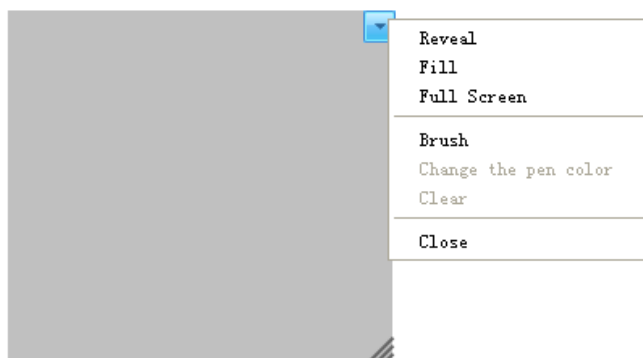 Reveal
Fill
Full Screen
Brush
Change the pen color
Clear
Close